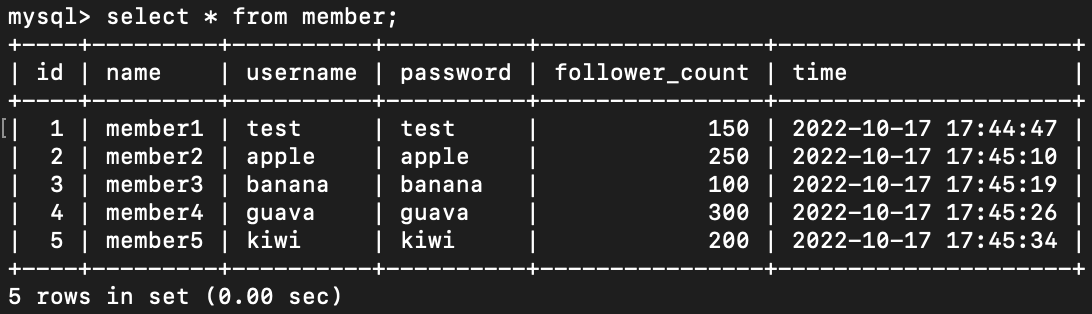 mysql> select * from member;
+----+---------+----------+----------+----------------+---------------------+
| id | name    | username | password | follower_count | time                |
+----+---------+----------+----------+----------------+---------------------+
|  1 | member1 | test     | test     |            150 | 2022-10-17 17:44:47 |
|  2 | member2 | apple    | apple    |            250 | 2022-10-17 17:45:10 |
|  3 | member3 | banana   | banana   |            100 | 2022-10-17 17:45:19 |
|  4 | member4 | guava    | guava    |            300 | 2022-10-17 17:45:26 |
|  5 | member5 | kiwi     | kiwi     |            200 | 2022-10-17 17:45:34 |
+----+---------+----------+----------+----------------+---------------------+
5 rows in set (0.00 sec)